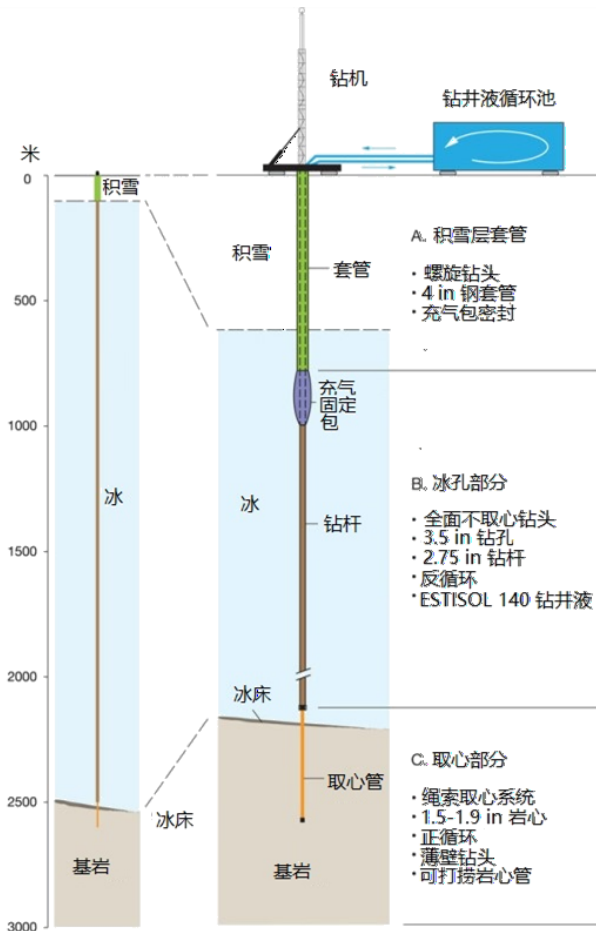 钻机
钻井液循环池
米
0
500
1000
1500
2000
2500
3000
积雪
冰
冰床
基岩
积雪
套管
充气
固定
包
冰
钻杆
冰床
取心管
基岩
A. 积雪层套管
· 螺旋钻头
· 4 in 钢套管
· 充气包密封
B. 冰孔部分
· 全面不取心钻头
· 3.5 in 钻孔
· 2.75 in 钻杆
· 反循环
· ESTISOL 140 钻井液
C. 取心部分
· 绳索取心系统
· 1.5-1.9 in 岩心
· 正循环
· 薄壁钻头
· 可打捞岩心管